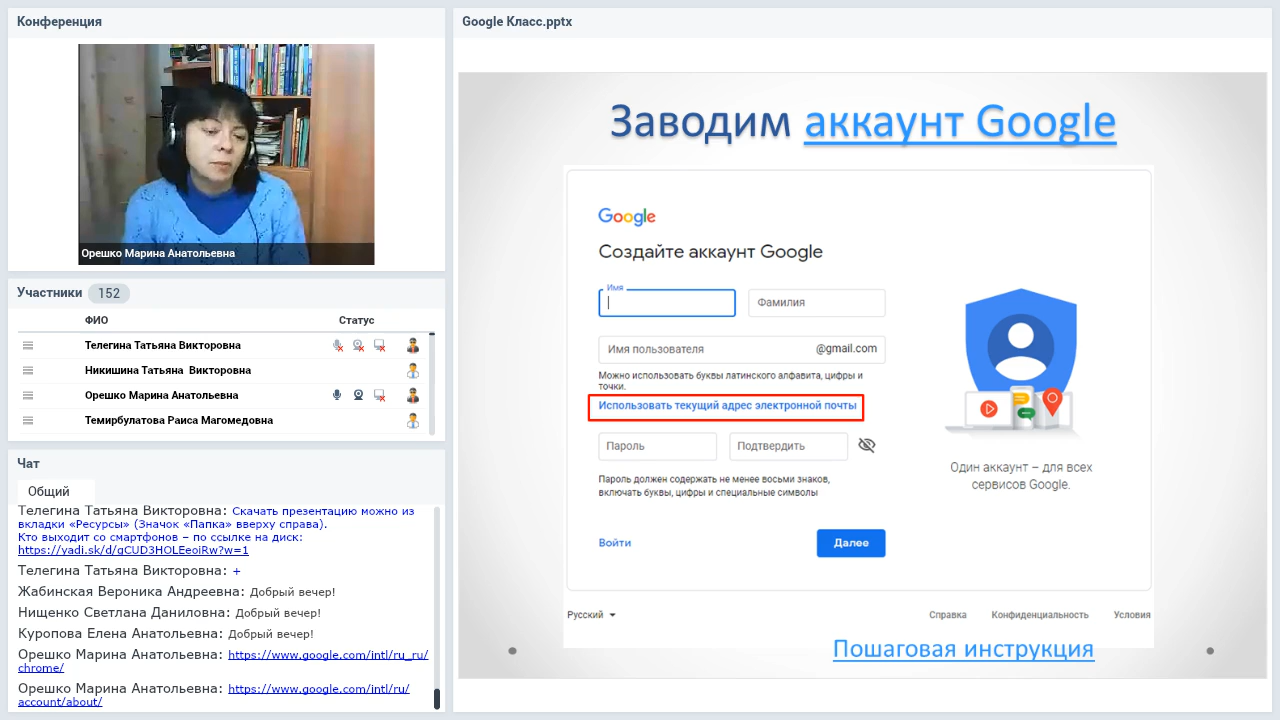 Конференция
Орешко Марина Анатольевна
Участники 152
ФИО Статус
Телегина Татьяна Викторовна
Никишина Татьяна Викторовна
Орешко Марина Анатольевна
Темирбулатова Раиса Магомедовна
Чат
Общий
Телегина Татьяна Викторовна: Скачать презентацию можно из
вкладки «Ресурсы» (Значок «Папка» вверху справа).
Кто выходит со смартфонов – по ссылке на диск:
https://yadi.sk/d/gCUD3HOLEeoiRw?w=1
Телегина Татьяна Викторовна: +
Жабинская Вероника Андреевна: Добрый вечер!
Нищенко Светлана Даниловна: Добрый вечер!
Куропова Елена Анатольевна: Добрый вечер!
Орешко Марина Анатольевна: https://www.google.com/intl/ru_ru/
chrome/
Орешко Марина Анатольевна: https://www.google.com/intl/ru/
account/about/
Google Класс.pptx
Заводим аккаунт Google
Google
Создайте аккаунт Google
Имя
Фамилия
Имя пользователя @gmail.com
Можно использовать буквы латинского алфавита, цифры и
точки.
Использовать текущий адрес электронной почты
Пароль Подтвердить
Пароль должен содержать не менее восьми знаков,
включать буквы, цифры и специальные символы
Войти Далее
Один аккаунт – для всех
сервисов Google.
Русский Справка Конфиденциальность Условия
Пошаговая инструкция